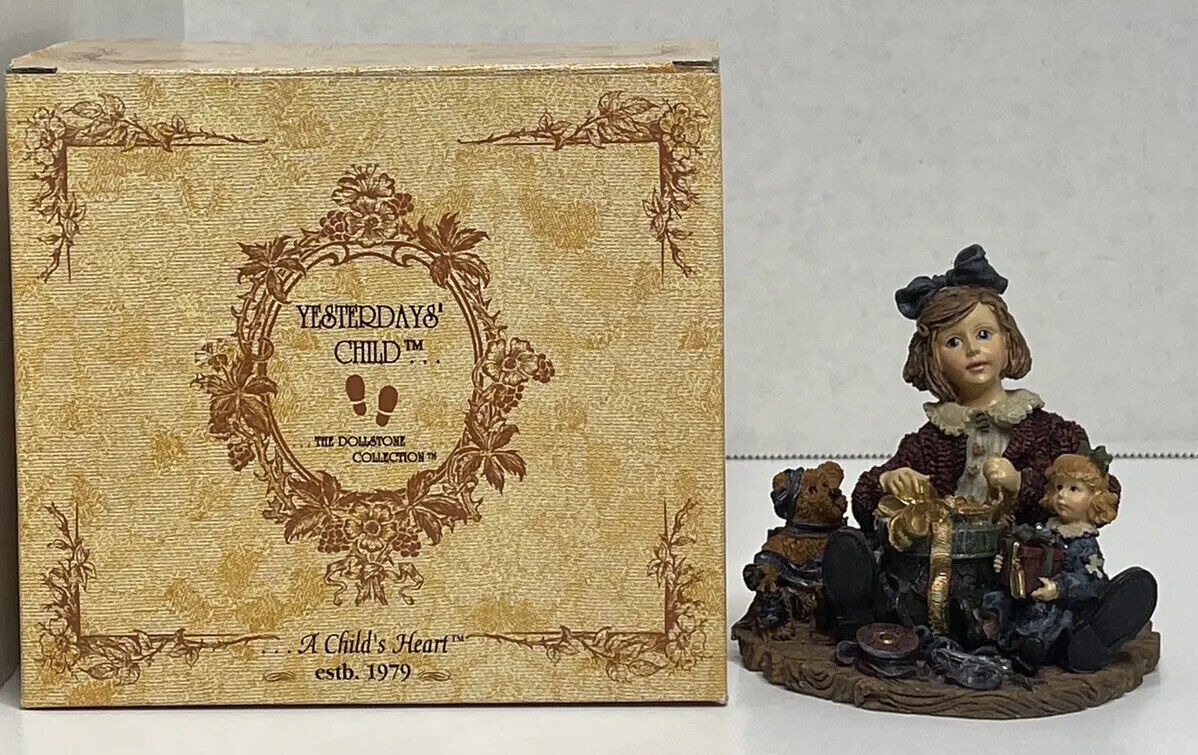 YESTERDAYS'
CHILD™...
...THE DOLLSTONE
COLLECTION™
...A Child's Heart™
estb. 1979